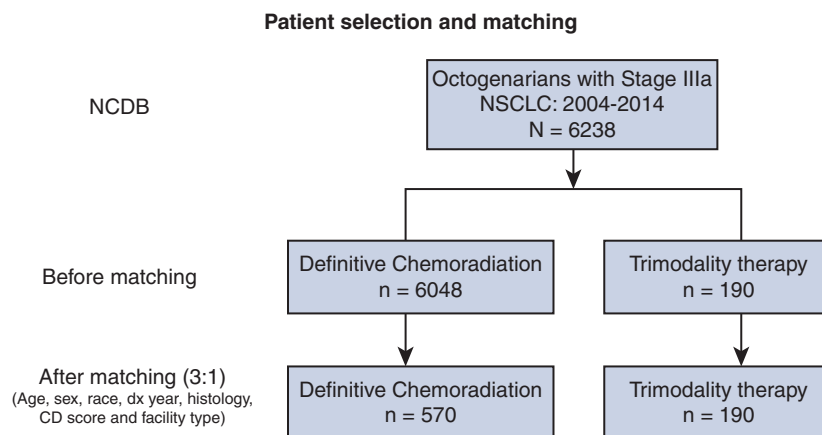 Patient selection and matching
NCDB
Octogenarians with Stage IIIa
NSCLC: 2004-2014
N = 6238
Before matching
Definitive Chemoradiation
n = 6048
Trimodality therapy
n = 190
After matching (3:1)
(Age, sex, race, dx year, histology,
CD score and facility type)
Definitive Chemoradiation
n = 570
Trimodality therapy
n = 190